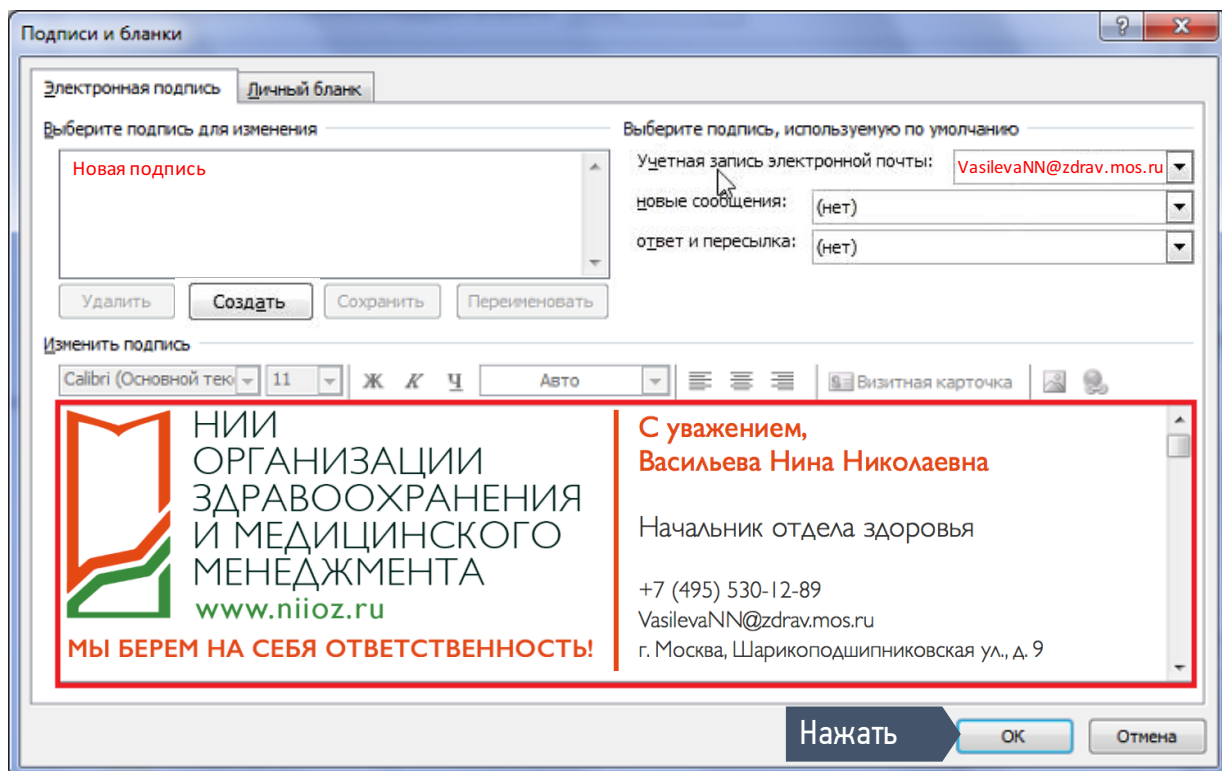 Подписи и бланки
Электронная подпись
Личный бланк
Выберите подпись для изменения
Новая подпись
Удалить
Создать
Сохранить
Переименовать
Выберите подпись, используемую по умолчанию
Учетная запись электронной почты:
VasilevaNN@zdrav.mos.ru
новые сообщения:
(нет)
ответ и пересылка:
(нет)
Изменить подпись
Calibri (Основной тек
11
Ж
К
Ч
Авто
Визитная карточка
НИИ
ОРГАНИЗАЦИИ
ЗДРАВООХРАНЕНИЯ
И МЕДИЦИНСКОГО
МЕНЕДЖМЕНТА
www.niioz.ru
МЫ БЕРЕМ НА СЕБЯ ОТВЕТСТВЕННОСТЬ!
С уважением,
Васильева Нина Николаевна
Начальник отдела здоровья
+7 (495) 530-12-89
VasilevaNN@zdrav.mos.ru
г. Москва, Шарикоподшипниковская ул., д. 9
Нажать
ОК
Отмена